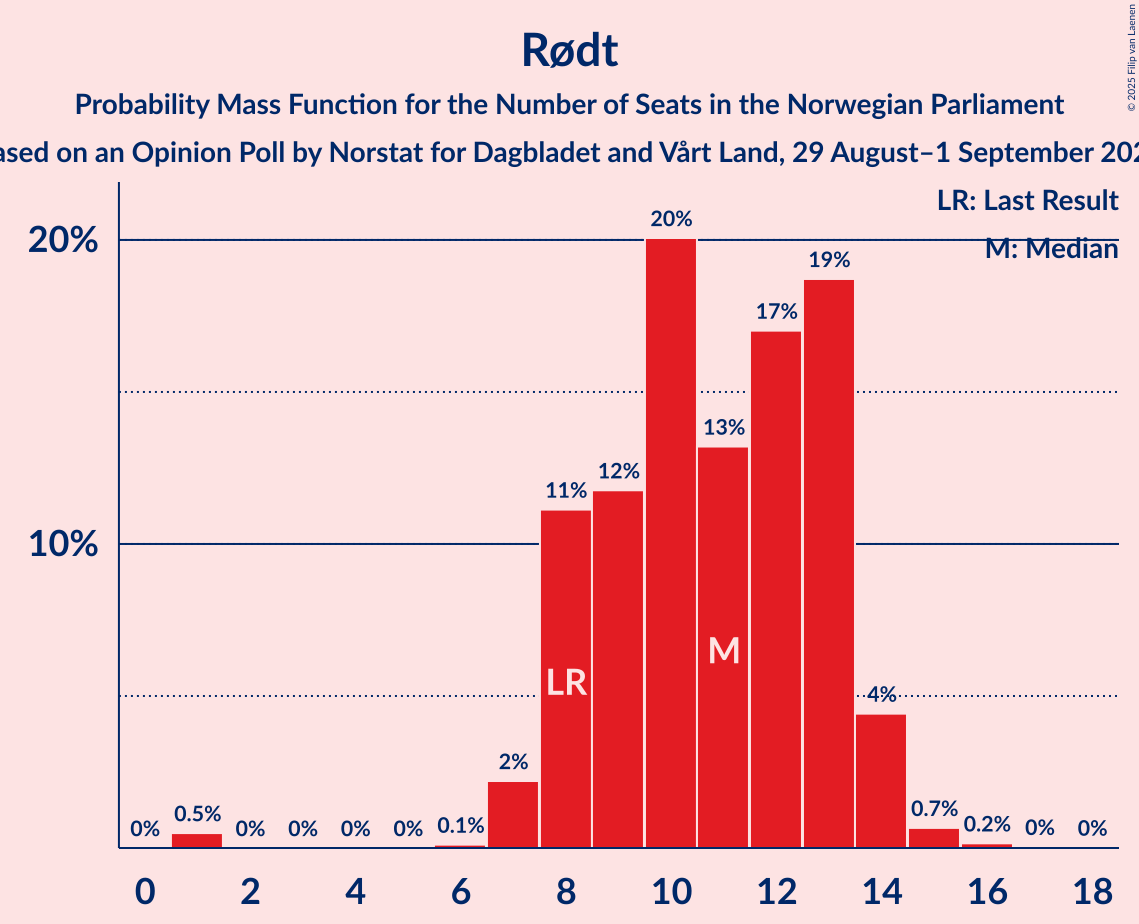 Rødt
© 2025 Filip van Laenen
Probability Mass Function for the Number of Seats in the Norwegian Parliament
on an Opinion Poll by Norstat for Dagbladet and Vårt Land, 29 August–1 September
LR: Last Result
M: Median
20%
10%
0%
0.5%
0%
0%
0%
0%
0.1%
2%
11%
12%
20%
13%
17%
19%
4%
0.7%
0.2%
0%
0%
LR
M
0 2 4 6 8 10 12 14 16 18